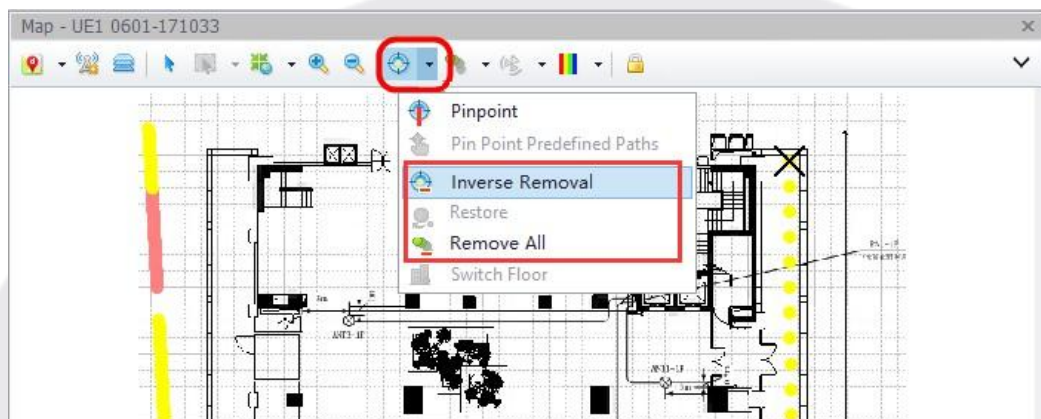 Map - UE1 0601-171033
Pinpoint
Pin Point Predefined Paths
Inverse Removal
Restore
Remove All
Switch Floor